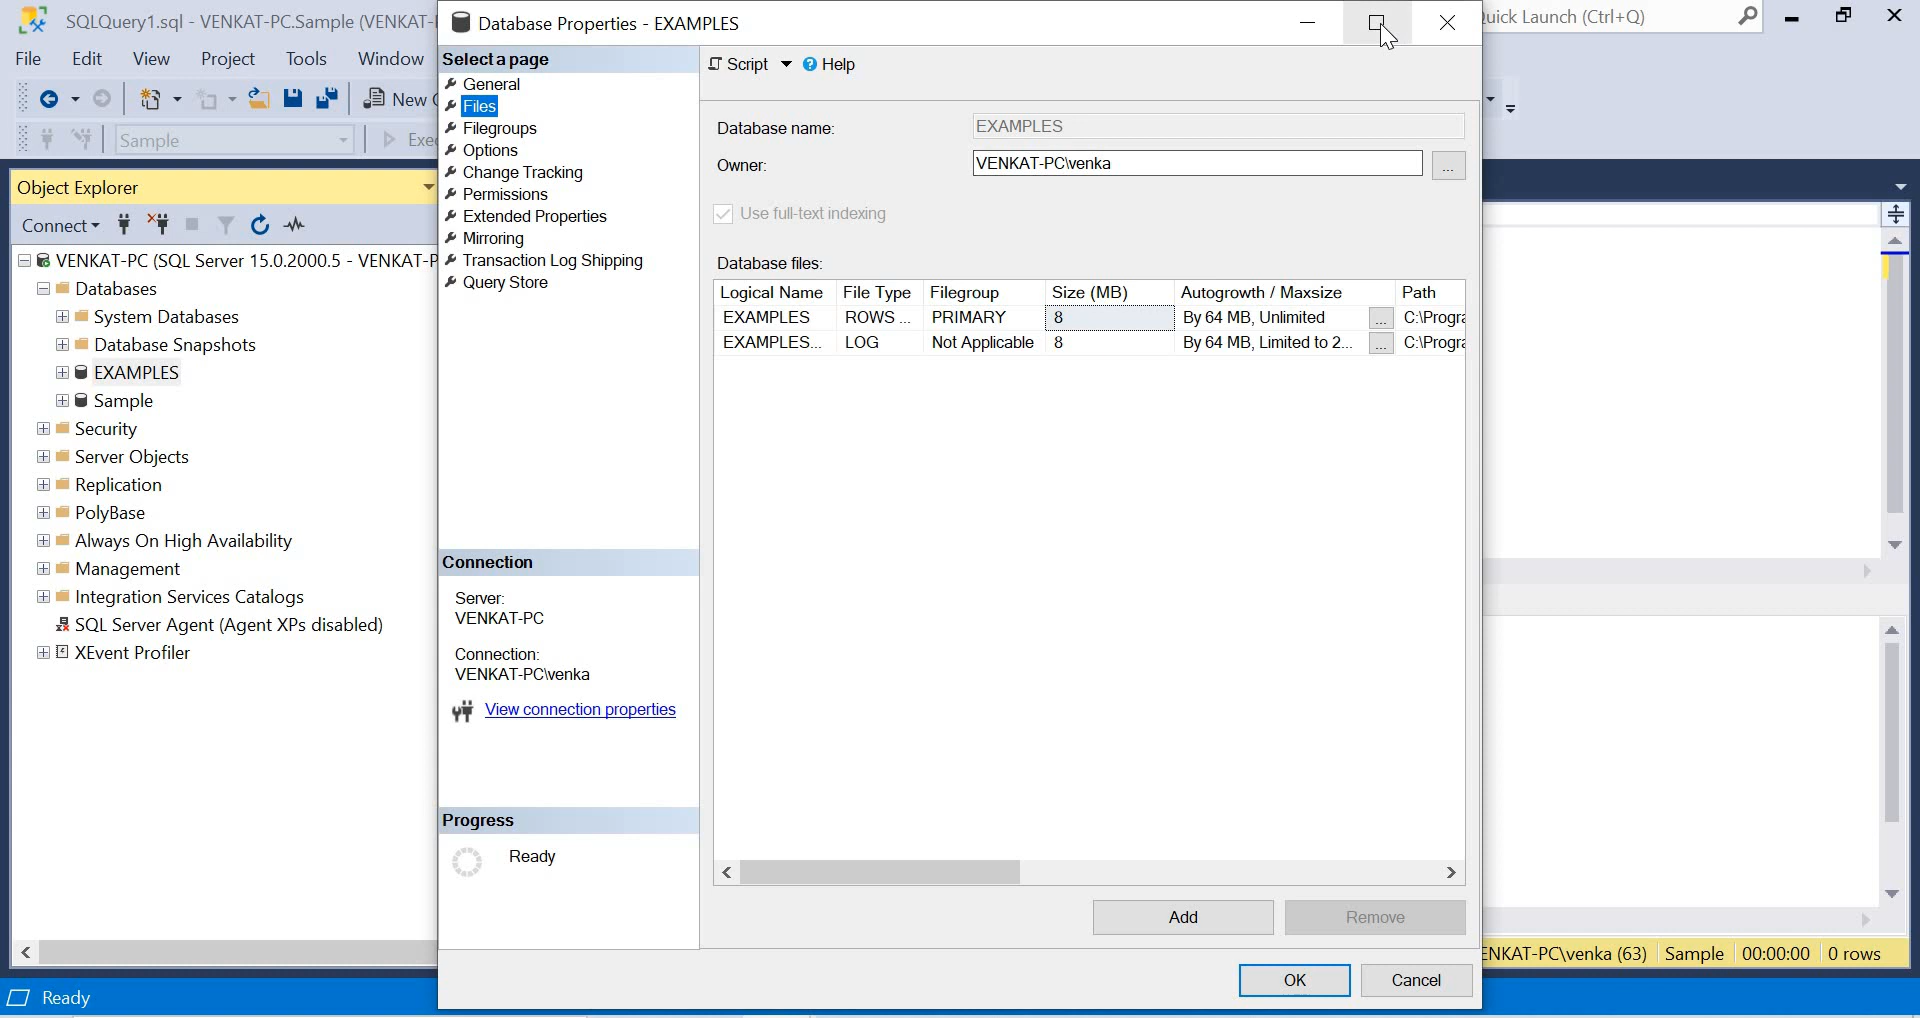 SQLQuery1.sql - VENKAT-PC.Sample (VENKAT-
Database Properties - EXAMPLES
uick Launch (Ctrl+Q)
File Edit View Project Tools Window
New
Sample
Exe
Object Explorer
Connect
VENKAT-PC (SQL Server 15.0.2000.5 - VENKAT-P
Databases
System Databases
Database Snapshots
EXAMPLES
Sample
Security
Server Objects
Replication
PolyBase
Always On High Availability
Management
Integration Services Catalogs
SQL Server Agent (Agent XPs disabled)
XEvent Profiler
Select a page
General
Files
Filegroups
Options
Change Tracking
Permissions
Extended Properties
Mirroring
Transaction Log Shipping
Query Store
Connection
Server:
VENKAT-PC
Connection:
VENKAT-PC\venka
View connection properties
Progress
Ready
Script Help
Database name: EXAMPLES
Owner: VENKAT-PC\venka ...
Use full-text indexing
Database files:
Logical Name File Type Filegroup Size (MB) Autogrowth / Maxsize Path
EXAMPLES ROWS ... PRIMARY 8 By 64 MB, Unlimited ... C:\Progra
EXAMPLES... LOG Not Applicable 8 By 64 MB, Limited to 2... ... C:\Progra
Add Remove
OK Cancel
ENKAT-PC\venka (63) Sample 00:00:00 0 rows
Ready